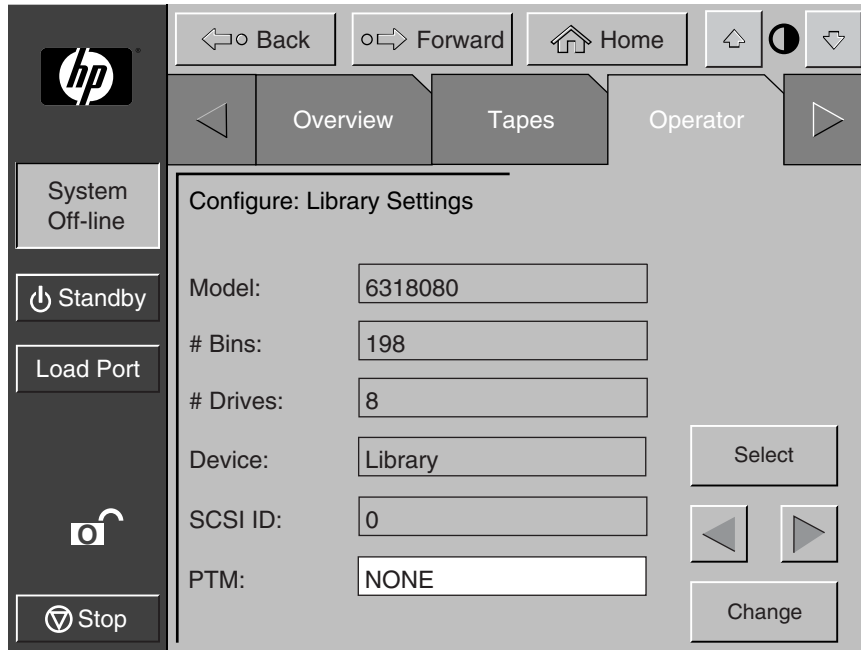 hp
Back
Forward
Home
Overview
Tapes
Operator
System
Off-line
Standby
Load Port
O
Stop
Configure: Library Settings
Model: 6318080
# Bins: 198
# Drives: 8
Device: Library
SCSI ID: 0
PTM: NONE
Select
Change